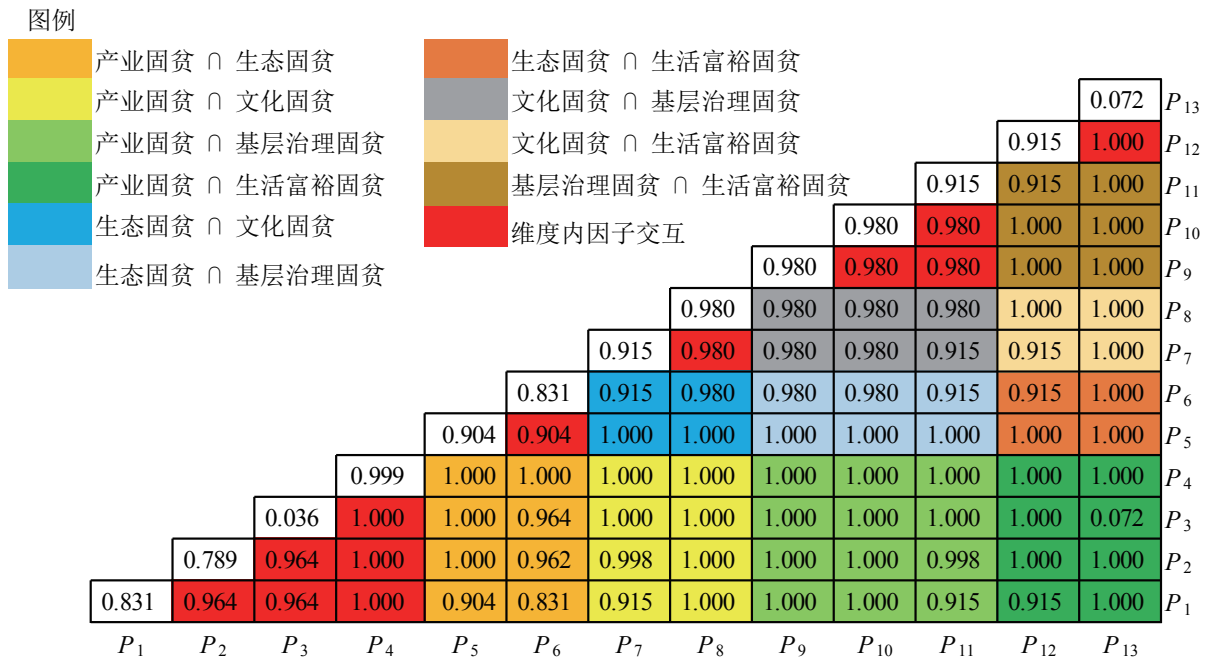 图例
产业固贫 ∩ 生态固贫
产业固贫 ∩ 文化固贫
产业固贫 ∩ 基层治理固贫
产业固贫 ∩ 生活富裕固贫
生态固贫 ∩ 文化固贫
生态固贫 ∩ 基层治理固贫
生态固贫 ∩ 生活富裕固贫
文化固贫 ∩ 基层治理固贫
文化固贫 ∩ 生活富裕固贫
基层治理固贫 ∩ 生活富裕固贫
维度内因子交互
0.072 P13
0.915 1.000 P12
0.915 0.915 1.000 P11
0.980 0.980 1.000 1.000 P10
0.980 0.980 0.980 1.000 1.000 P9
0.980 0.980 0.980 0.980 1.000 1.000 P8
0.915 0.980 0.980 0.980 0.915 0.915 1.000 P7
0.831 0.915 0.980 0.980 0.980 0.915 0.915 1.000 P6
0.904 0.904 1.000 1.000 1.000 1.000 1.000 1.000 1.000 P5
0.999 1.000 1.000 1.000 1.000 1.000 1.000 1.000 1.000 1.000 P4
0.036 1.000 1.000 0.964 1.000 1.000 1.000 1.000 1.000 1.000 0.072 P3
0.789 0.964 1.000 1.000 0.962 0.998 1.000 1.000 1.000 0.998 1.000 1.000 P2
0.831 0.964 0.964 1.000 0.904 0.831 0.915 1.000 1.000 1.000 0.915 0.915 1.000 P1
P1 P2 P3 P4 P5 P6 P7 P8 P9 P10 P11 P12 P13